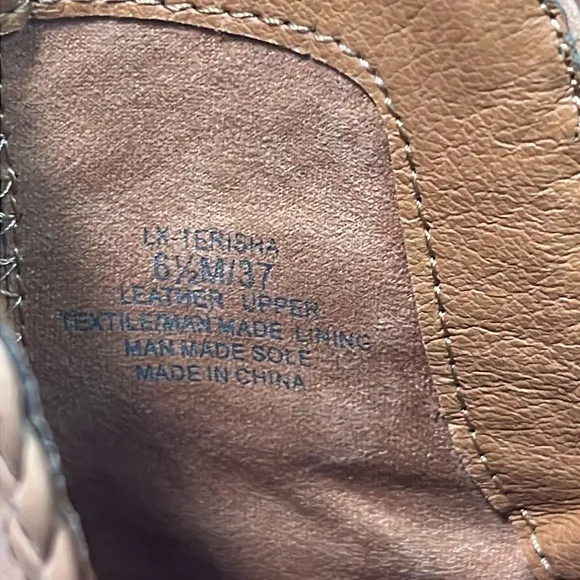 LX-TERISHA
6½M/37
LEATHER UPPER
TEXTILE/MAN MADE LINING
MAN MADE SOLE
MADE IN CHINA